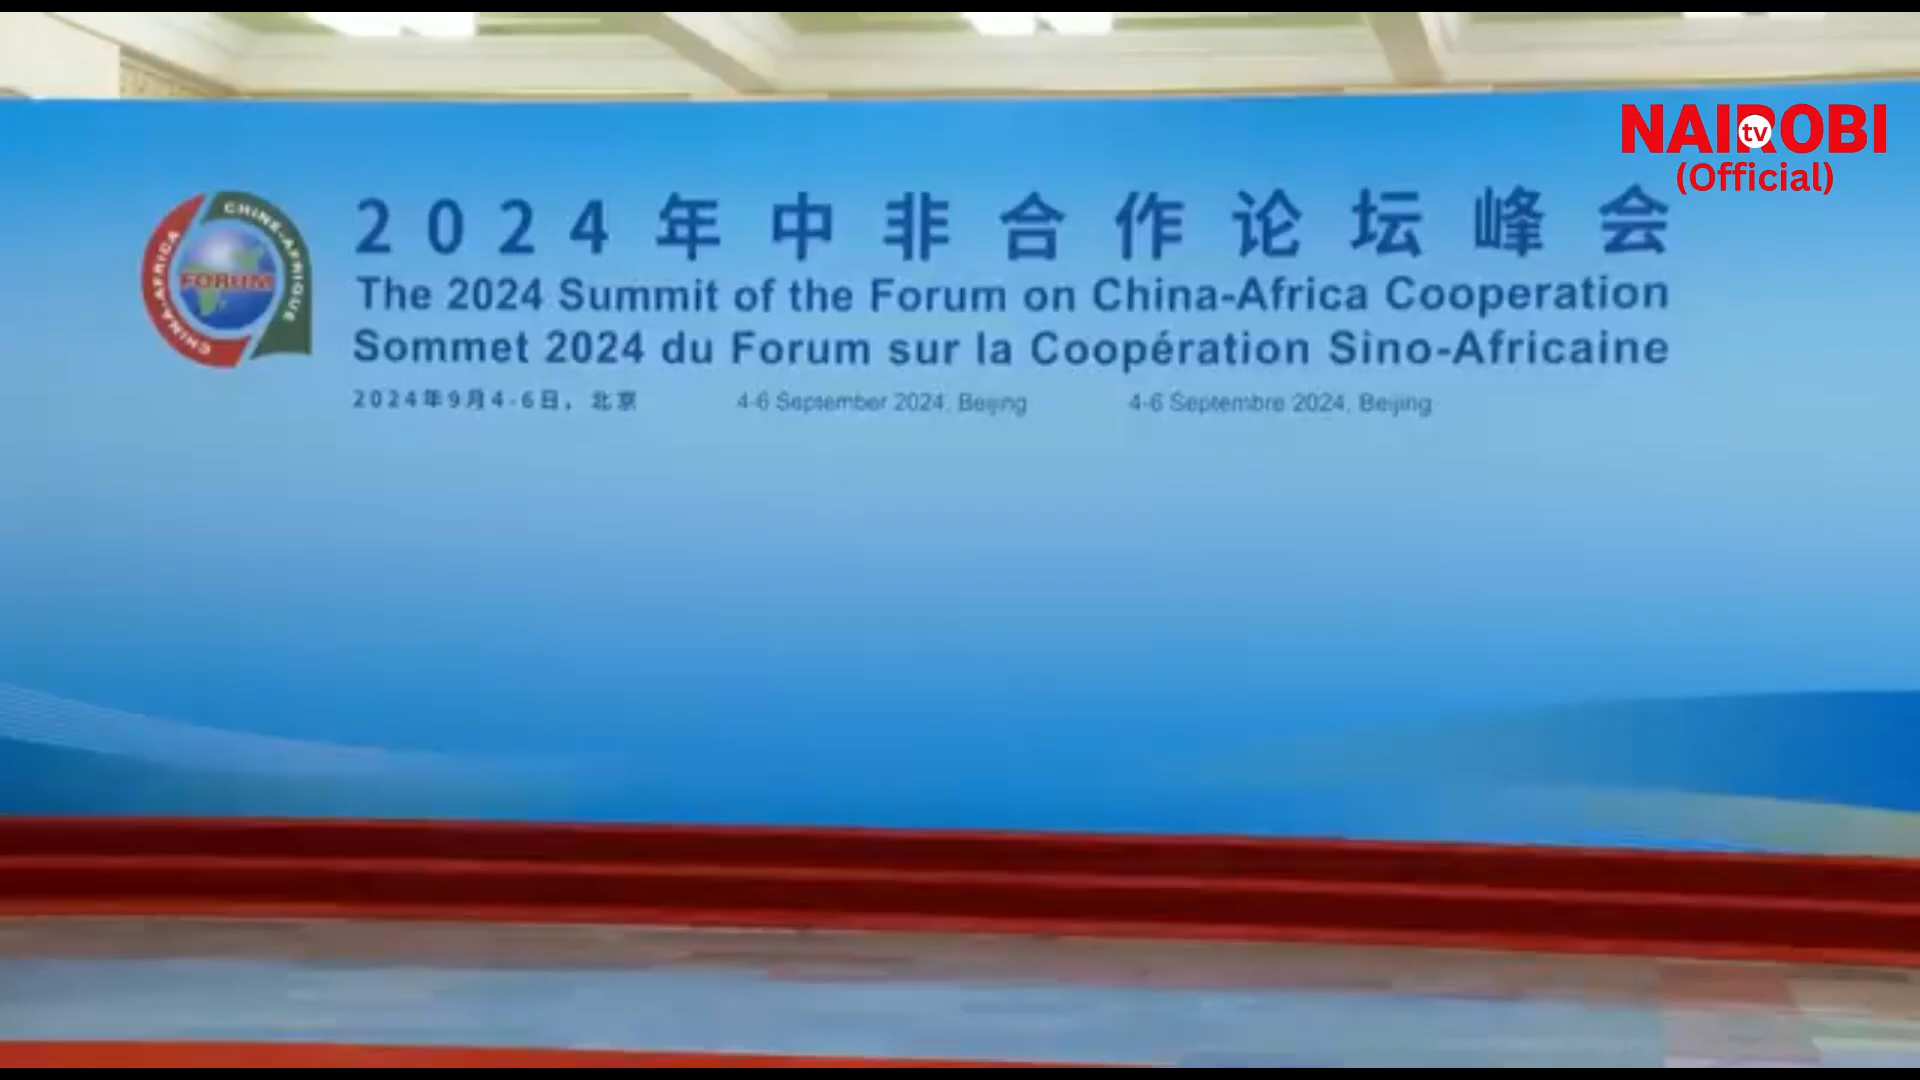 NAIROBI
tv
(Official)
CHINE-AFRIQUE
CHINA-AFRICA
FORUM
2024年中非合作论坛峰会
The 2024 Summit of the Forum on China-Africa Cooperation
Sommet 2024 du Forum sur la Coopération Sino-Africaine
2024年9月4-6日，北京 4-6 September 2024, Beijing 4-6 Septembre 2024, Beijing